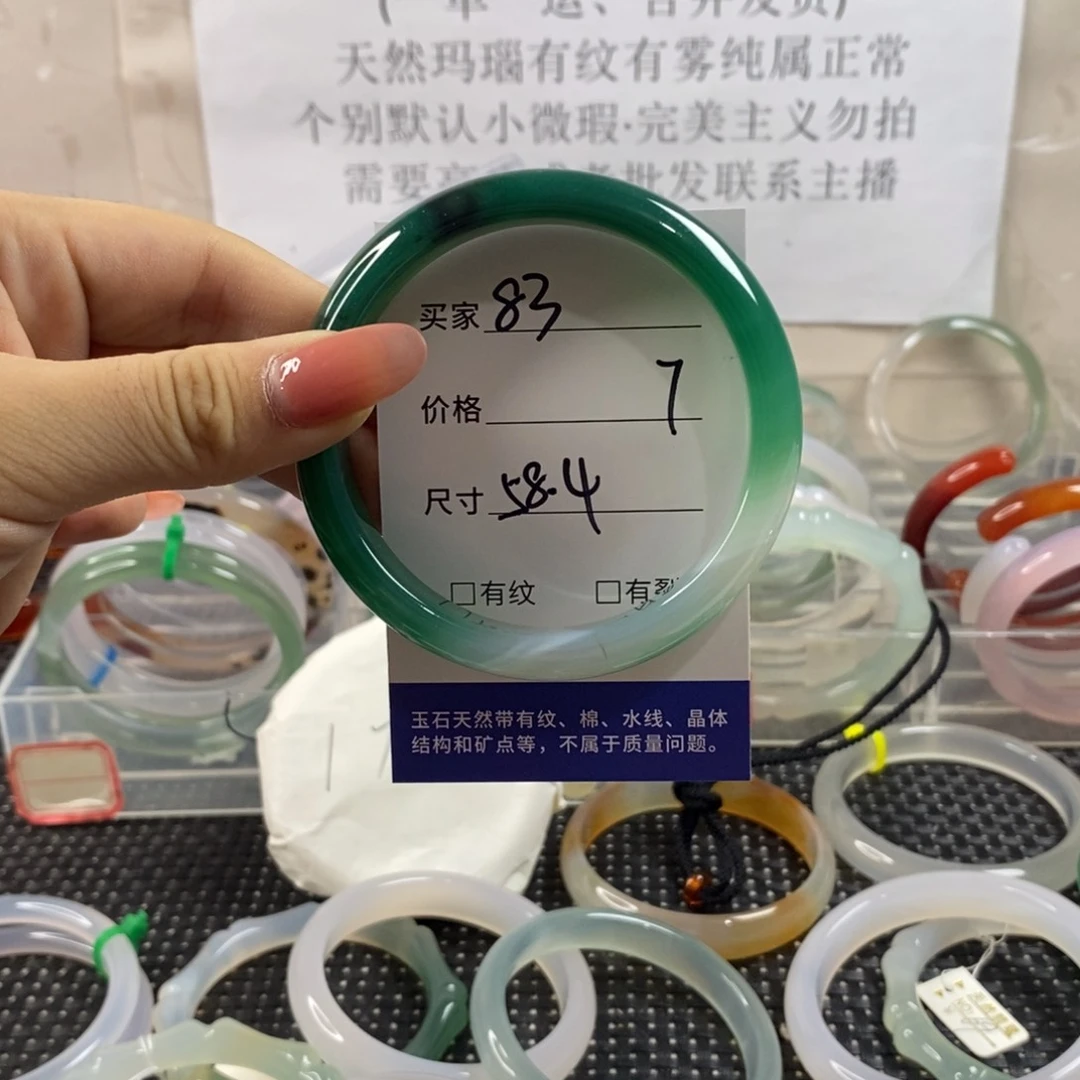 天然玛瑙有纹有雾纯属正常
个别默认小微瑕·完美主义勿拍
需要
批发联系主播
买家 83
价格 7
尺寸 58.4
□有纹 □有裂
玉石天然带有纹、棉、水线、晶体
结构和矿点等，不属于质量问题。